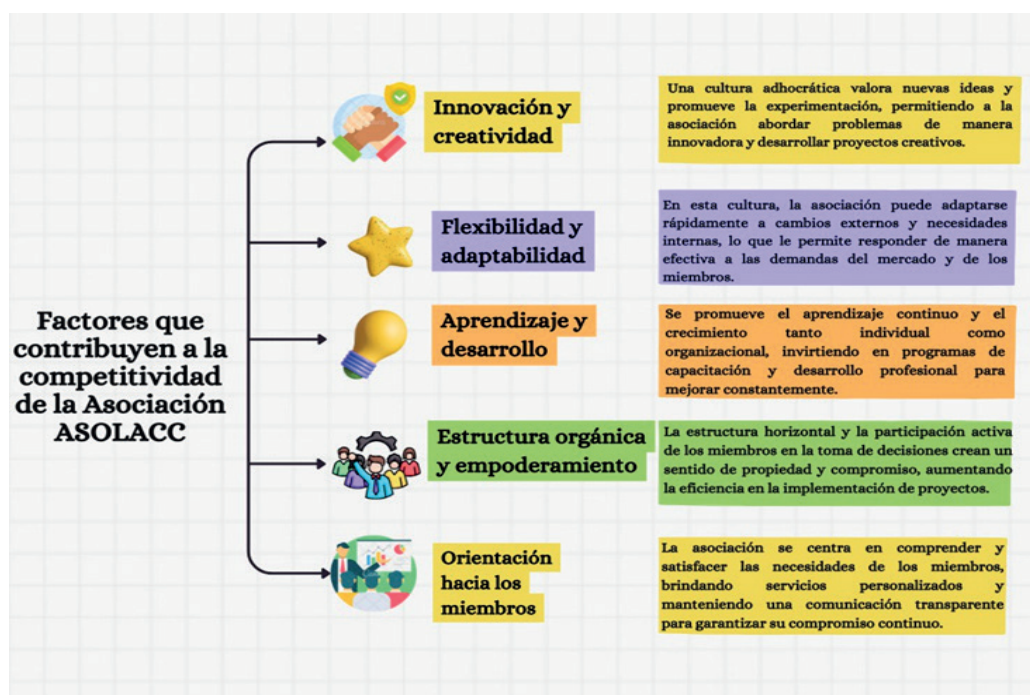 Factores que
contribuyen a la
competitividad
de la Asociación
ASOLACC
Innovación y
creatividad
Una cultura adhocrática valora nuevas ideas y
promueve la experimentación, permitiendo a la
asociación abordar problemas de manera
innovadora y desarrollar proyectos creativos.
Flexibilidad y
adaptabilidad
En esta cultura, la asociación puede adaptarse
rápidamente a cambios externos y necesidades
internas, lo que le permite responder de manera
efectiva a las demandas del mercado y de los
miembros.
Aprendizaje y
desarrollo
Se promueve el aprendizaje continuo y el
crecimiento tanto individual como
organizacional, invirtiendo en programas de
capacitación y desarrollo profesional para
mejorar constantemente.
Estructura orgánica
y empoderamiento
La estructura horizontal y la participación activa
de los miembros en la toma de decisiones crean un
sentido de propiedad y compromiso, aumentando
la eficiencia en la implementación de proyectos.
Orientación
hacia los
miembros
La asociación se centra en comprender y
satisfacer las necesidades de los miembros,
brindando servicios personalizados y
manteniendo una comunicación transparente
para garantizar su compromiso continuo.